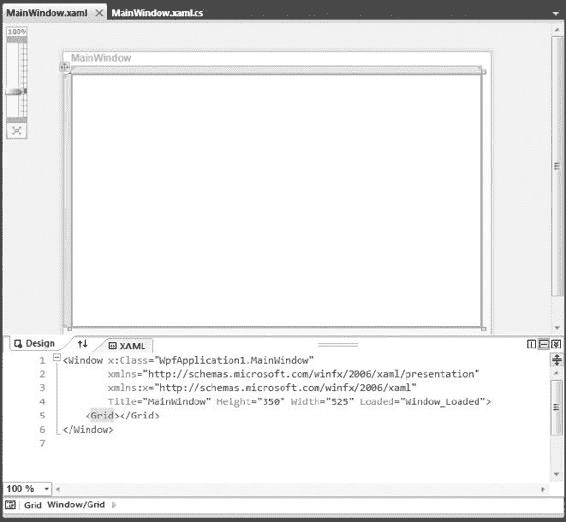 MainWindow.xaml MainWindow.xaml.cs
100%
MainWindow
Design XAML
1 <Window x:Class="WpfApplication1.MainWindow"
2 xmlns="http://schemas.microsoft.com/winfx/2006/xaml/presentation"
3 xmlns:x="http://schemas.microsoft.com/winfx/2006/xaml"
4 Title="MainWindow" Height="350" Width="525" Loaded="Window_Loaded">
5 <Grid></Grid>
6 </Window>
7
100 %
Grid Window/Grid